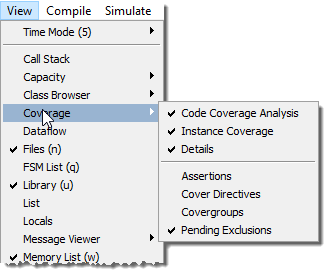 View Compile Simulate
Time Mode (5)
Call Stack
Capacity
Class Browser
Coverage
Dataflow
Files (n)
FSM List (q)
Library (u)
List
Locals
Message Viewer
Memory List (w)
Code Coverage Analysis
Instance Coverage
Details
Assertions
Cover Directives
Covergroups
Pending Exclusions